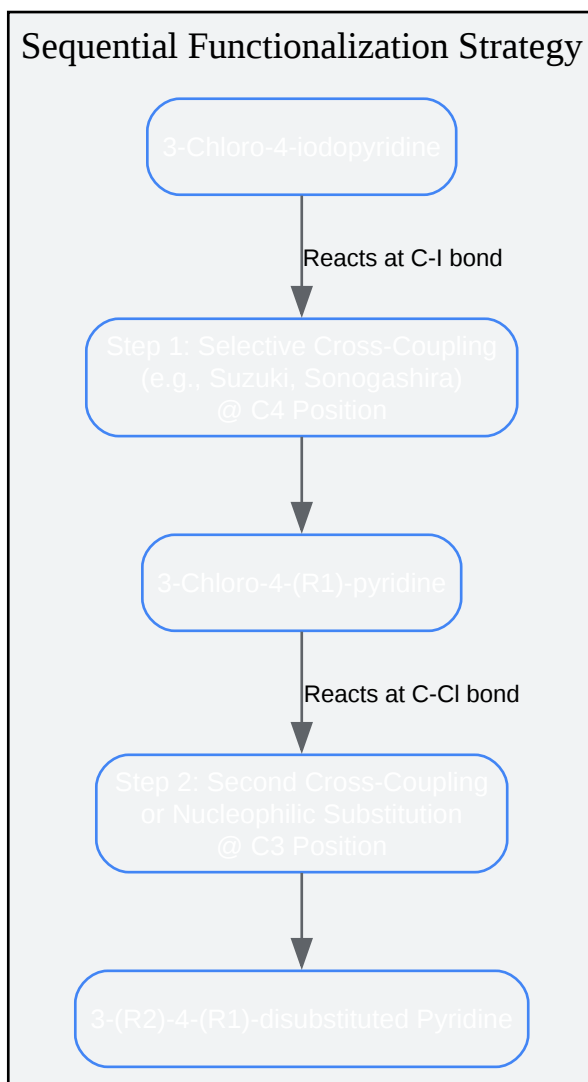 Sequential Functionalization Strategy
3-Chloro-4-iodopyridine
Reacts at C-I bond
Step 1: Selective Cross-Coupling
(e.g., Suzuki, Sonogashira)
@ C4 Position
3-Chloro-4-(R1)-pyridine
Reacts at C-Cl bond
Step 2: Second Cross-Coupling
or Nucleophilic Substitution
@ C3 Position
3-(R2)-4-(R1)-disubstituted Pyridine